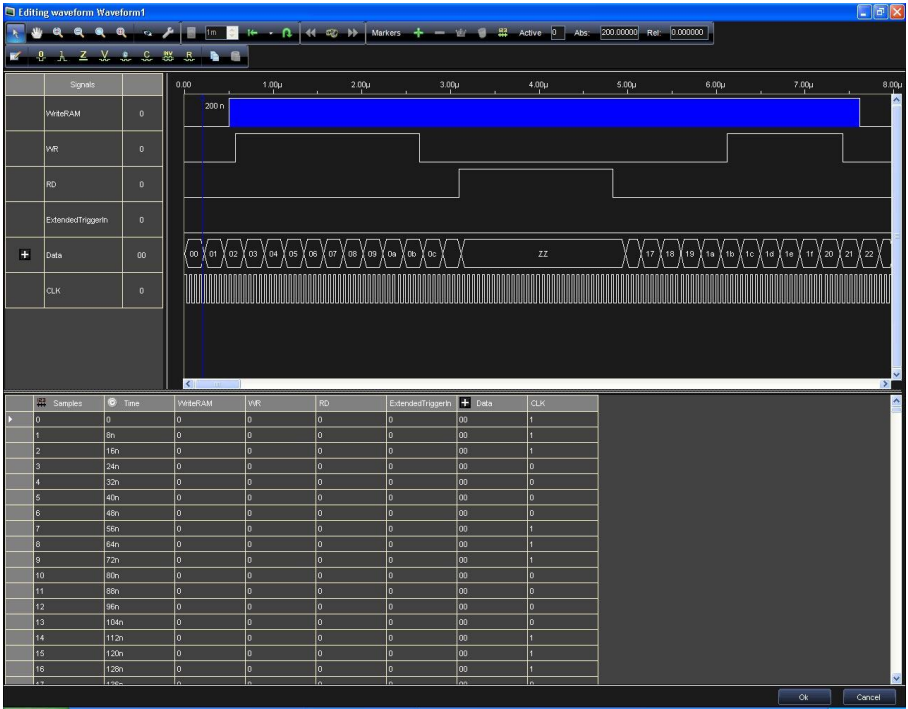 Editing waveform Waveform1
1m Markers Active 0 Abs: 200.00000 Rel: 0.000000
0 1 Z X C INV R
Signals 0.00 1.00µ 2.00µ 3.00µ 4.00µ 5.00µ 6.00µ 7.00µ 8.00µ
200 n
WriteRAM 0
WR 0
RD 0
ExtendedTriggerIn 0
Data 00 00 01 02 03 04 05 06 07 08 09 0a 0b 0c ZZ 17 18 19 1a 1b 1c 1d 1e 1f 20 21 22
CLK 0
Samples Time WriteRAM WR RD ExtendedTriggerIn Data CLK
0 0 0 0 0 0 00 1
1 8n 0 0 0 0 00 1
2 16n 0 0 0 0 00 1
3 24n 0 0 0 0 00 0
4 32n 0 0 0 0 00 0
5 40n 0 0 0 0 00 0
6 48n 0 0 0 0 00 0
7 56n 0 0 0 0 00 1
8 64n 0 0 0 0 00 1
9 72n 0 0 0 0 00 1
10 80n 0 0 0 0 00 0
11 88n 0 0 0 0 00 0
12 96n 0 0 0 0 00 0
13 104n 0 0 0 0 00 0
14 112n 0 0 0 0 00 1
15 120n 0 0 0 0 00 1
16 128n 0 0 0 0 00 1
17 136n 0 0 0 0 00
Ok Cancel